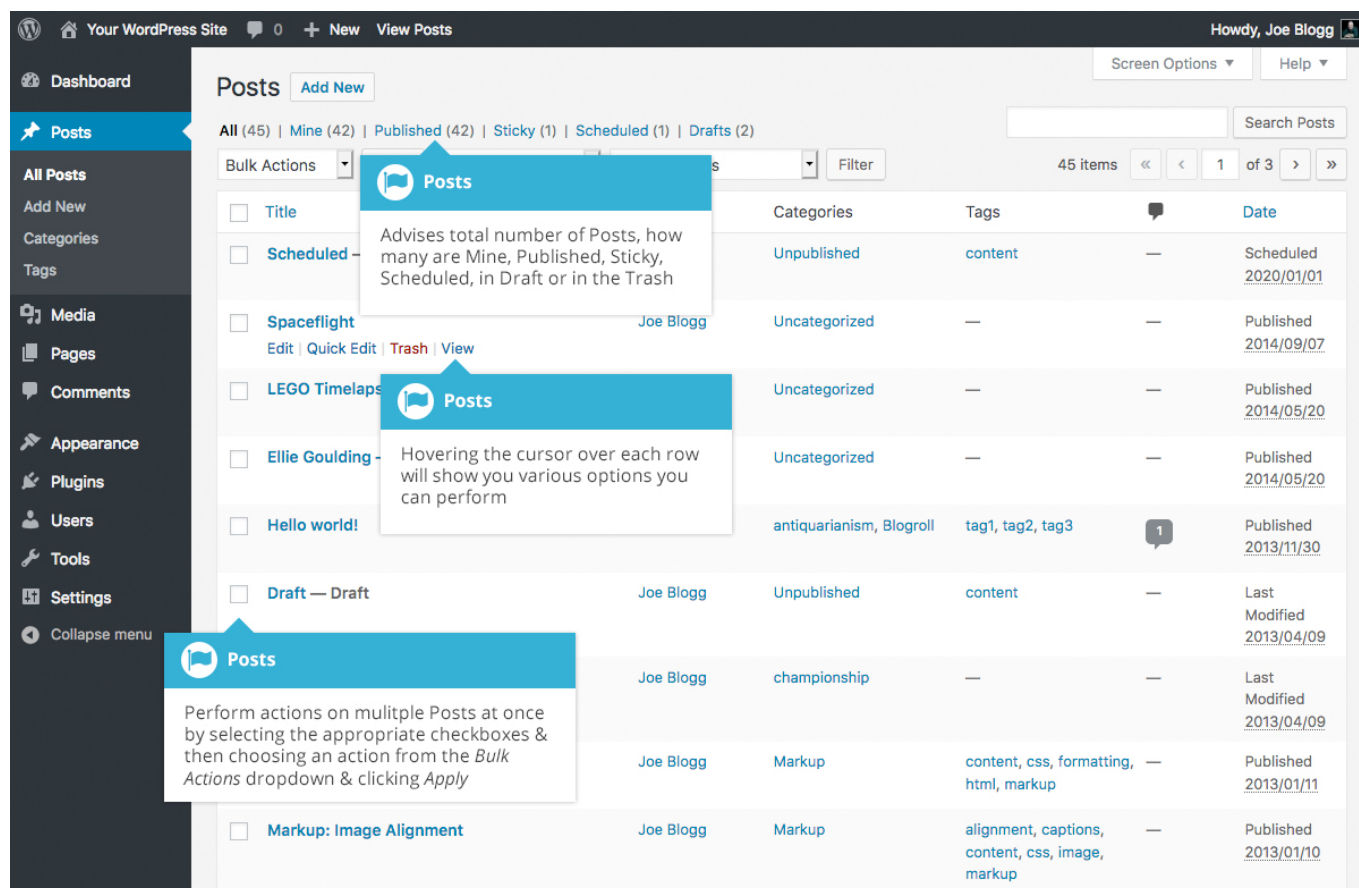 Your WordPress Site 0 + New View Posts Howdy, Joe Blogg
Screen Options ▼ Help ▼
Dashboard
Posts
All Posts
Add New
Categories
Tags
Media
Pages
Comments
Appearance
Plugins
Users
Tools
Settings
Collapse menu
Posts Add New
All (45) | Mine (42) | Published (42) | Sticky (1) | Scheduled (1) | Drafts (2)
Search Posts
Bulk Actions s Filter 45 items « ‹ 1 of 3 › »
Posts
Advises total number of Posts, how
many are Mine, Published, Sticky,
Scheduled, in Draft or in the Trash
Title Categories Tags Date
Scheduled – Unpublished content — Scheduled
2020/01/01
Spaceflight Joe Blogg Uncategorized — — Published
Edit | Quick Edit | Trash | View 2014/09/07
Posts
Hovering the cursor over each row
will show you various options you
can perform
LEGO Timelaps Uncategorized — — Published
2014/05/20
Ellie Goulding - Uncategorized — — Published
2014/05/20
Hello world! antiquarianism, Blogroll tag1, tag2, tag3 1 Published
2013/11/30
Draft — Draft Joe Blogg Unpublished content — Last
Modified
2013/04/09
Posts
Perform actions on mulitple Posts at once
by selecting the appropriate checkboxes &
then choosing an action from the Bulk
Actions dropdown & clicking Apply
Joe Blogg championship — — Last
Modified
2013/04/09
Joe Blogg Markup content, css, formatting, — Published
html, markup 2013/01/11
Markup: Image Alignment Joe Blogg Markup alignment, captions, — Published
content, css, image, 2013/01/10
markup